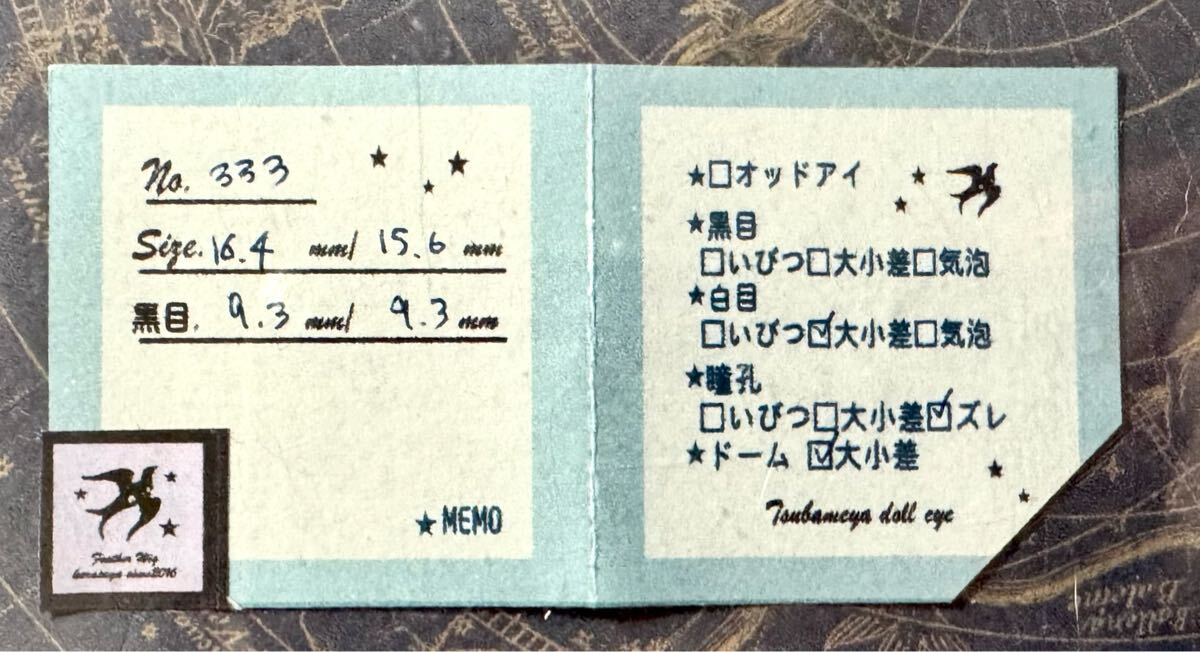 No. 333
Size. 16.4 mm/ 15.6 mm
黒目. 9.3 mm/ 9.3 mm
★MEMO
Feather Wig
★□オッドアイ
★黒目
□いびつ□大小差□気泡
★白目
□いびつ☑大小差□気泡
★瞳孔
□いびつ□大小差☑ズレ
★ドーム ☑大小差
Tsubameya doll eye